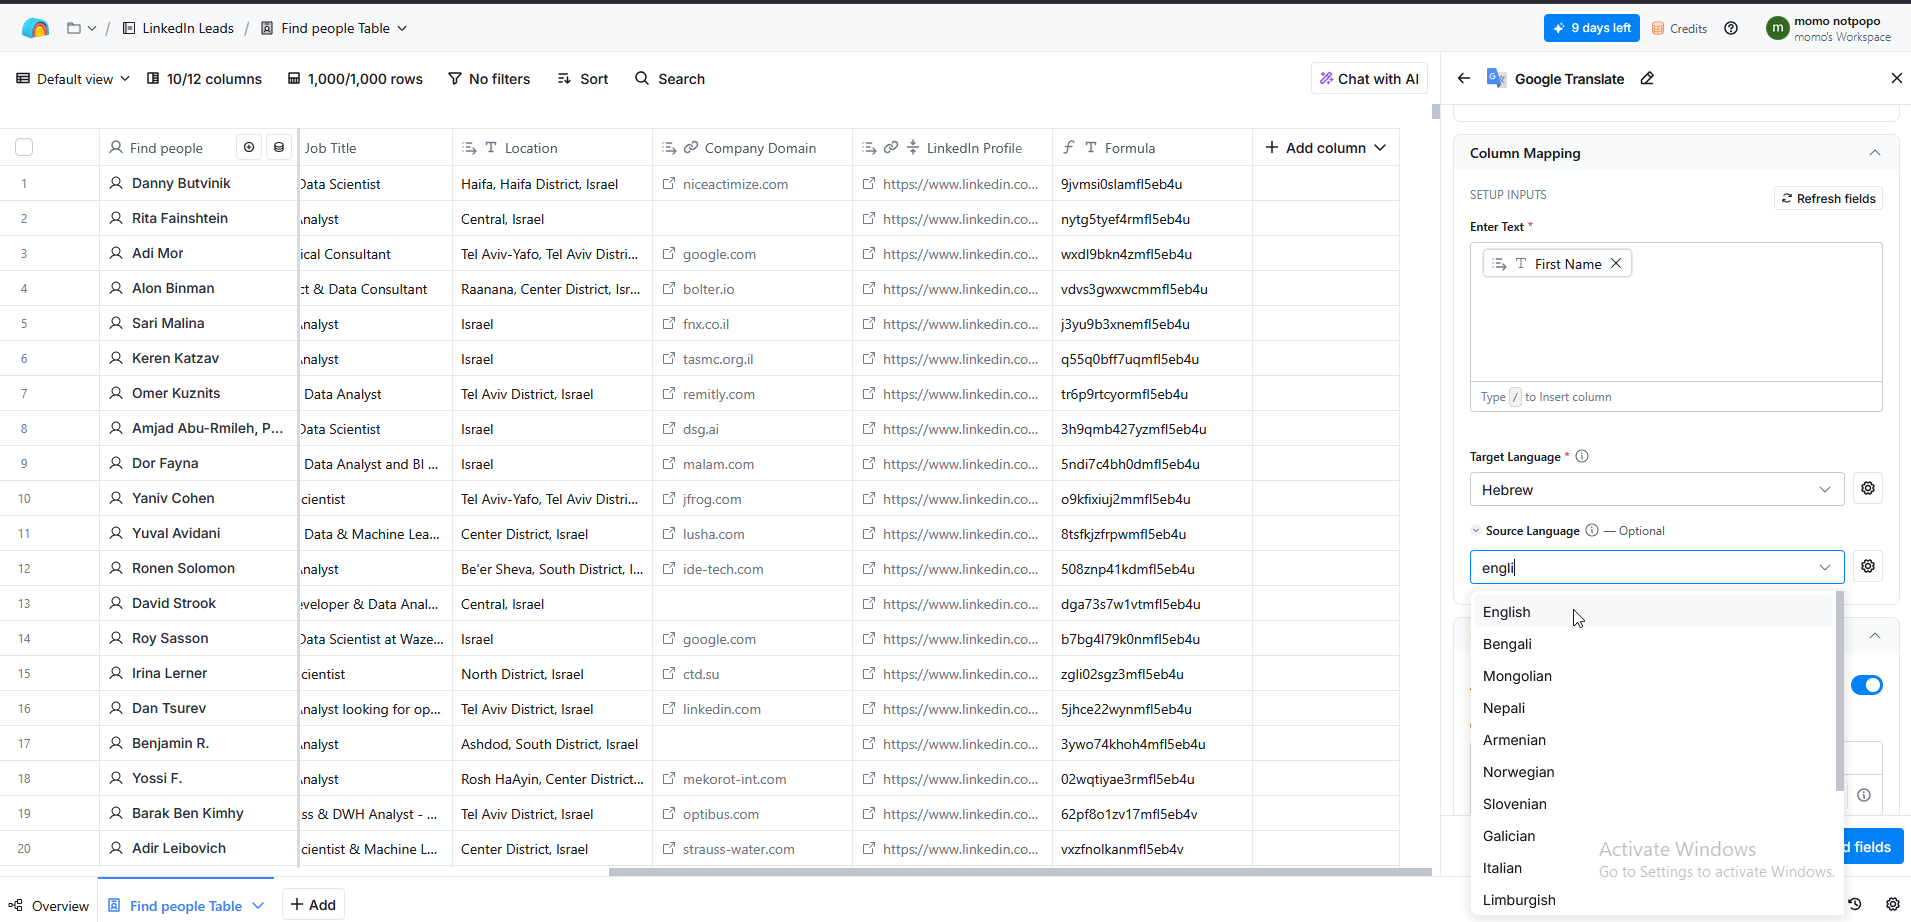 LinkedIn Leads / Find people Table
9 days left
Credits
m
momo notpopo
momo's Workspace
Default view 10/12 columns 1,000/1,000 rows No filters Sort Search
Chat with AI
Google Translate
Find people Job Title Location Company Domain LinkedIn Profile Formula Add column
1 Danny Butvinik Data Scientist Haifa, Haifa District, Israel niceactimize.com https://www.linkedin.co... 9jvmsi0slamfl5eb4u
2 Rita Fainshtein Analyst Central, Israel https://www.linkedin.co... nytg5tyef4rmfl5eb4u
3 Adi Mor ical Consultant Tel Aviv-Yafo, Tel Aviv Distri... google.com https://www.linkedin.co... wxdl9bkn4zmfl5eb4u
4 Alon Binman ct & Data Consultant Raanana, Center District, Isr... bolter.io https://www.linkedin.co... vdvs3gwxwcmmfl5eb4u
5 Sari Malina Analyst Israel fnx.co.il https://www.linkedin.co... j3yu9b3xnemfl5eb4u
6 Keren Katzav Analyst Israel tasmc.org.il https://www.linkedin.co... q55q0bff7uqmfl5eb4u
7 Omer Kuznits Data Analyst Tel Aviv District, Israel remitly.com https://www.linkedin.co... tr6p9rtcyormfl5eb4u
8 Amjad Abu-Rmileh, P... Data Scientist Israel dsg.ai https://www.linkedin.co... 3h9qmb427yzmfl5eb4u
9 Dor Fayna Data Analyst and BI ... Israel malam.com https://www.linkedin.co... 5ndi7c4bh0dmfl5eb4u
10 Yaniv Cohen cientist Tel Aviv-Yafo, Tel Aviv Distri... jfrog.com https://www.linkedin.co... o9kfixiuj2mmfl5eb4u
11 Yuval Avidani Data & Machine Lea... Center District, Israel lusha.com https://www.linkedin.co... 8tsfkjzfrpwmfl5eb4u
12 Ronen Solomon Analyst Be'er Sheva, South District, I... ide-tech.com https://www.linkedin.co... 508znp41kdmfl5eb4u
13 David Strook eveloper & Data Anal... Central, Israel https://www.linkedin.co... dga73s7w1vtmfl5eb4u
14 Roy Sasson Data Scientist at Waze... Israel google.com https://www.linkedin.co... b7bg4l79k0nmfl5eb4u
15 Irina Lerner cientist North District, Israel ctd.su https://www.linkedin.co... zgli02sgz3mfl5eb4u
16 Dan Tsurev Analyst looking for op... Tel Aviv District, Israel linkedin.com https://www.linkedin.co... 5jhce22wynmfl5eb4u
17 Benjamin R. Analyst Ashdod, South District, Israel https://www.linkedin.co... 3ywo74khoh4mfl5eb4u
18 Yossi F. Analyst Rosh HaAyin, Center District... mekorot-int.com https://www.linkedin.co... 02wqtiyae3rmfl5eb4u
19 Barak Ben Kimhy ss & DWH Analyst - ... Tel Aviv District, Israel optibus.com https://www.linkedin.co... 62pf8o1zv17mfl5eb4v
20 Adir Leibovich cientist & Machine L... Center District, Israel strauss-water.com https://www.linkedin.co... vxzfnolkanmfl5eb4v
Column Mapping
SETUP INPUTS
Refresh fields
Enter Text *
First Name
Type / to Insert column
Target Language *
Hebrew
Source Language — Optional
engli
English
Bengali
Mongolian
Nepali
Armenian
Norwegian
Slovenian
Galician
Italian
Limburgish
d fields
Activate Windows
Go to Settings to activate Windows.
Overview Find people Table Add